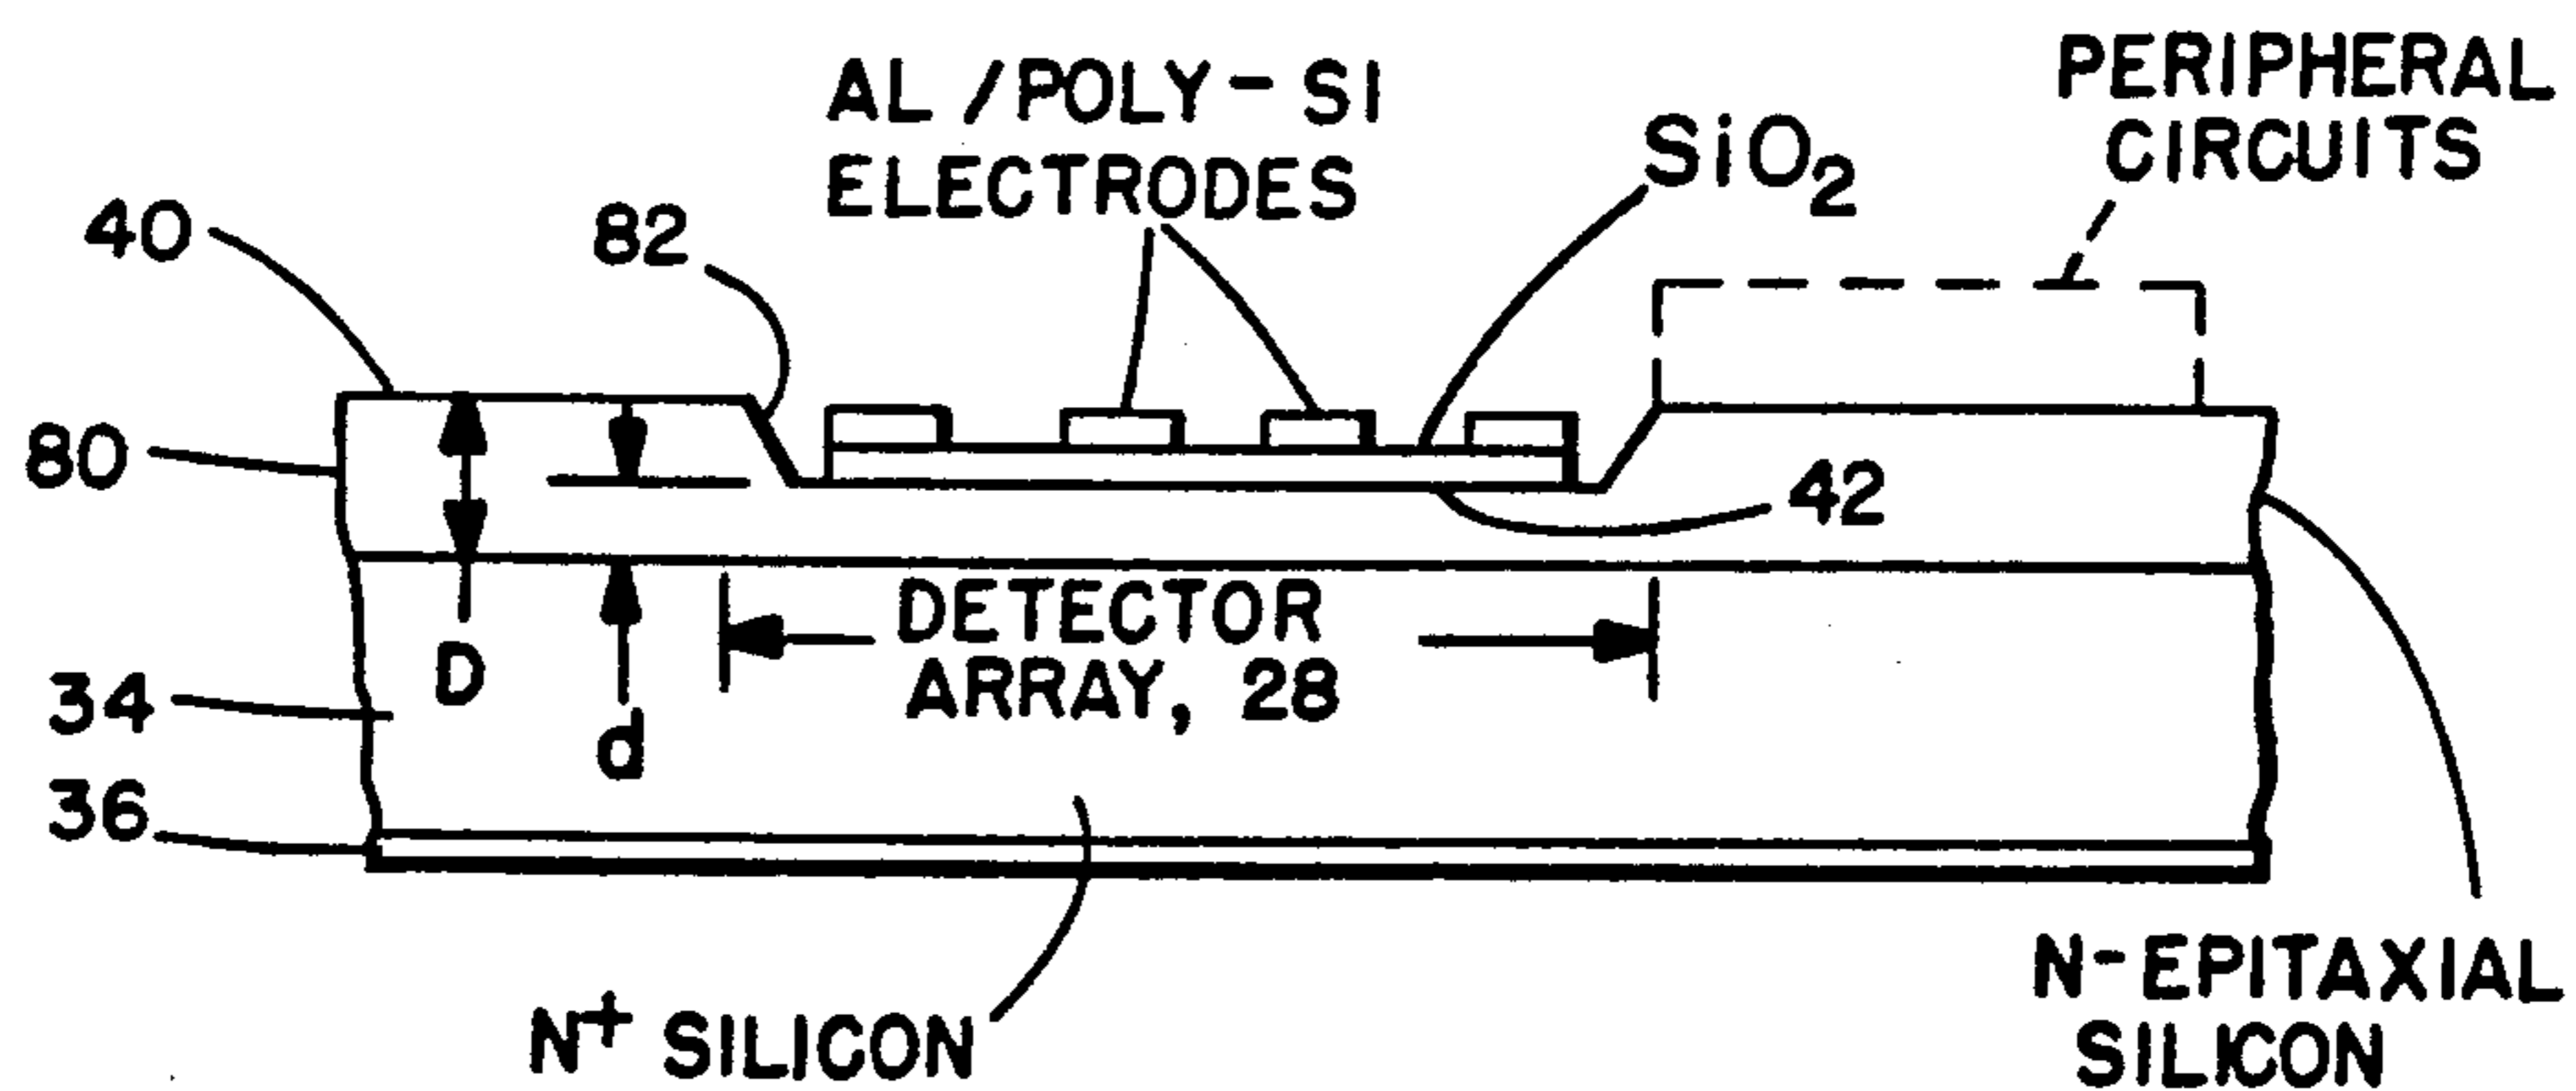 AL/POLY-SI
ELECTRODES
SiO2
PERIPHERAL
CIRCUITS
40
82
80
42
D
d
DETECTOR
ARRAY, 28
34
36
N+ SILICON
N-EPITAXIAL
SILICON